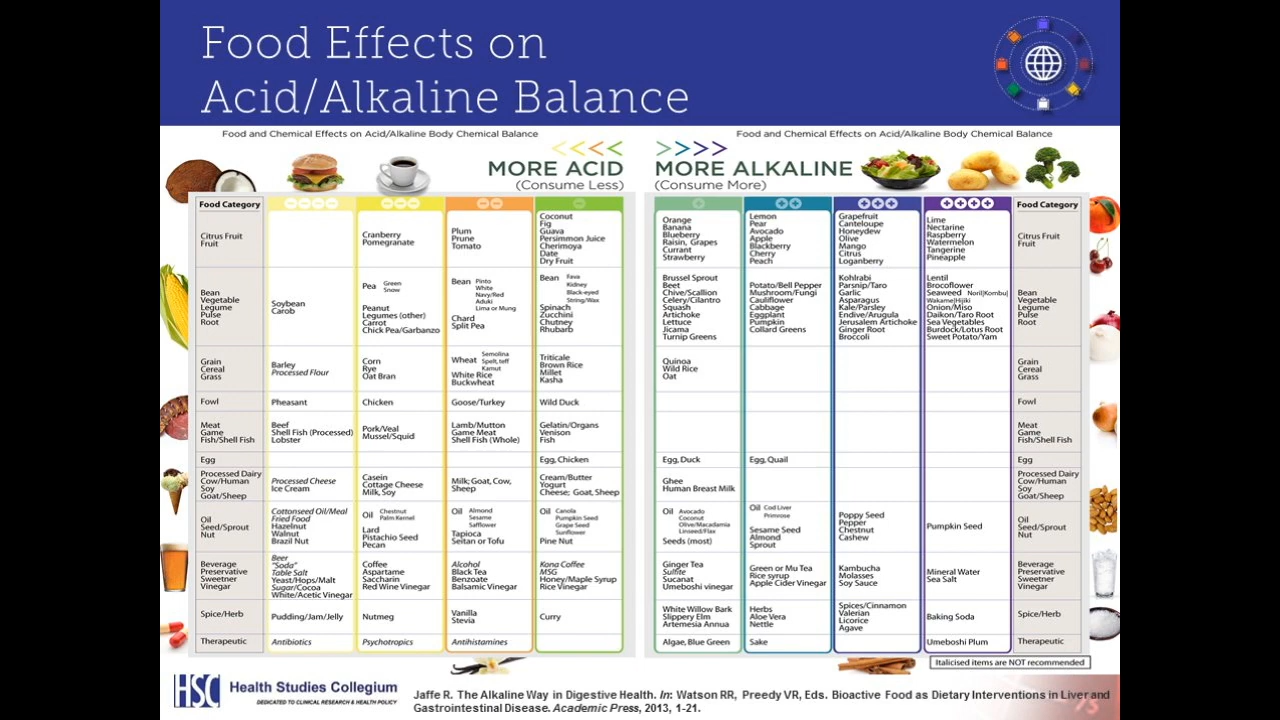 Food Effects on
Acid/Alkaline Balance
Food and Chemical Effects on Acid/Alkaline Body Chemical Balance
Food and Chemical Effects on Acid/Alkaline Body Chemical Balance
MORE ACID
(Consume Less)
MORE ALKALINE
(Consume More)
Food Category
Food Category
Citrus Fruit
Fruit
Cranberry
Pomegranate
Plum
Prune
Tomato
Coconut
Fig
Guava
Persimmon Juice
Cherimoya
Date
Dry Fruit
Orange
Banana
Blueberry
Raisin, Grapes
Currant
Strawberry
Lemon
Pear
Avocado
Apple
Blackberry
Cherry
Peach
Grapefruit
Canteloupe
Honeydew
Olive
Mango
Citrus
Loganberry
Lime
Nectarine
Raspberry
Watermelon
Tangerine
Pineapple
Citrus Fruit
Fruit
Bean
Vegetable
Legume
Pulse
Root
Soybean
Carob
Pea Green
Snow
Peanut
Legumes (other)
Carrot
Chick Pea/Garbanzo
Bean Pinto
White
Navy/Red
Aduki
Lima or Mung
Chard
Split Pea
Bean Fava
Kidney
Black-eyed
String/Wax
Spinach
Zucchini
Chutney
Rhubarb
Brussel Sprout
Beet
Chive/Scallion
Celery/Cilantro
Squash
Artichoke
Lettuce
Jicama
Turnip Greens
Potato/Bell Pepper
Mushroom/Fungi
Cauliflower
Cabbage
Eggplant
Pumpkin
Collard Greens
Kohlrabi
Parsnip/Taro
Garlic
Asparagus
Kale/Parsley
Endive/Arugula
Jerusalem Artichoke
Ginger Root
Broccoli
Lentil
Brocoflower
Seaweed Nori|Kombu|
Wakame|Hijiki
Onion/Miso
Daikon/Taro Root
Sea Vegetables
Burdock/Lotus Root
Sweet Potato/Yam
Bean
Vegetable
Legume
Pulse
Root
Grain
Cereal
Grass
Barley
Processed Flour
Corn
Rye
Oat Bran
Wheat Semolina
Spelt, teff
Kamut
White Rice
Buckwheat
Triticale
Brown Rice
Millet
Kasha
Quinoa
Wild Rice
Oat
Grain
Cereal
Grass
Fowl
Pheasant
Chicken
Goose/Turkey
Wild Duck
Fowl
Meat
Game
Fish/Shell Fish
Beef
Shell Fish (Processed)
Lobster
Pork/Veal
Mussel/Squid
Lamb/Mutton
Game Meat
Shell Fish (Whole)
Gelatin/Organs
Venison
Fish
Meat
Game
Fish/Shell Fish
Egg
Egg, Chicken
Egg, Duck
Egg, Quail
Egg
Processed Dairy
Cow/Human
Soy
Goat/Sheep
Processed Cheese
Ice Cream
Casein
Cottage Cheese
Milk, Soy
Milk; Goat, Cow,
Sheep
Cream/Butter
Yogurt
Cheese; Goat, Sheep
Ghee
Human Breast Milk
Processed Dairy
Cow/Human
Soy
Goat/Sheep
Oil
Seed/Sprout
Nut
Cottonseed Oil/Meal
Fried Food
Hazelnut
Walnut
Brazil Nut
Oil Chestnut
Palm Kernel
Lard
Pistachio Seed
Pecan
Oil Almond
Sesame
Safflower
Tapioca
Seitan or Tofu
Oil Canola
Pumpkin Seed
Grape Seed
Sunflower
Pine Nut
Oil Avocado
Coconut
Olive/Macadamia
Linseed/Flax
Seeds (most)
Oil Cod Liver
Primrose
Sesame Seed
Almond
Sprout
Poppy Seed
Pepper
Chestnut
Cashew
Pumpkin Seed
Oil
Seed/Sprout
Nut
Beverage
Preservative
Sweetner
Vinegar
Beer
"Soda"
Table Salt
Yeast/Hops/Malt
Sugar/Cocoa
White/Acetic Vinegar
Coffee
Aspartame
Saccharin
Red Wine Vinegar
Alcohol
Black Tea
Benzoate
Balsamic Vinegar
Kona Coffee
MSG
Honey/Maple Syrup
Rice Vinegar
Ginger Tea
Sulfite
Sucanat
Umeboshi vinegar
Green or Mu Tea
Rice syrup
Apple Cider Vinegar
Kambucha
Molasses
Soy Sauce
Mineral Water
Sea Salt
Beverage
Preservative
Sweetner
Vinegar
Spice/Herb
Pudding/Jam/Jelly
Nutmeg
Vanilla
Stevia
Curry
White Willow Bark
Slippery Elm
Artemesia Annua
Herbs
Aloe Vera
Nettle
Spices/Cinnamon
Valerian
Licorice
Agave
Baking Soda
Spice/Herb
Therapeutic
Antibiotics
Psychotropics
Antihistamines
Algae, Blue Green
Sake
Umeboshi Plum
Therapeutic
Italicised items are NOT recommended
HSC Health Studies Collegium
DEDICATED TO CLINICAL RESEARCH & HEALTH POLICY
Jaffe R. The Alkaline Way in Digestive Health. In: Watson RR, Preedy VR, Eds. Bioactive Food as Dietary Interventions in Liver and
Gastrointestinal Disease. Academic Press, 2013, 1-21.
73